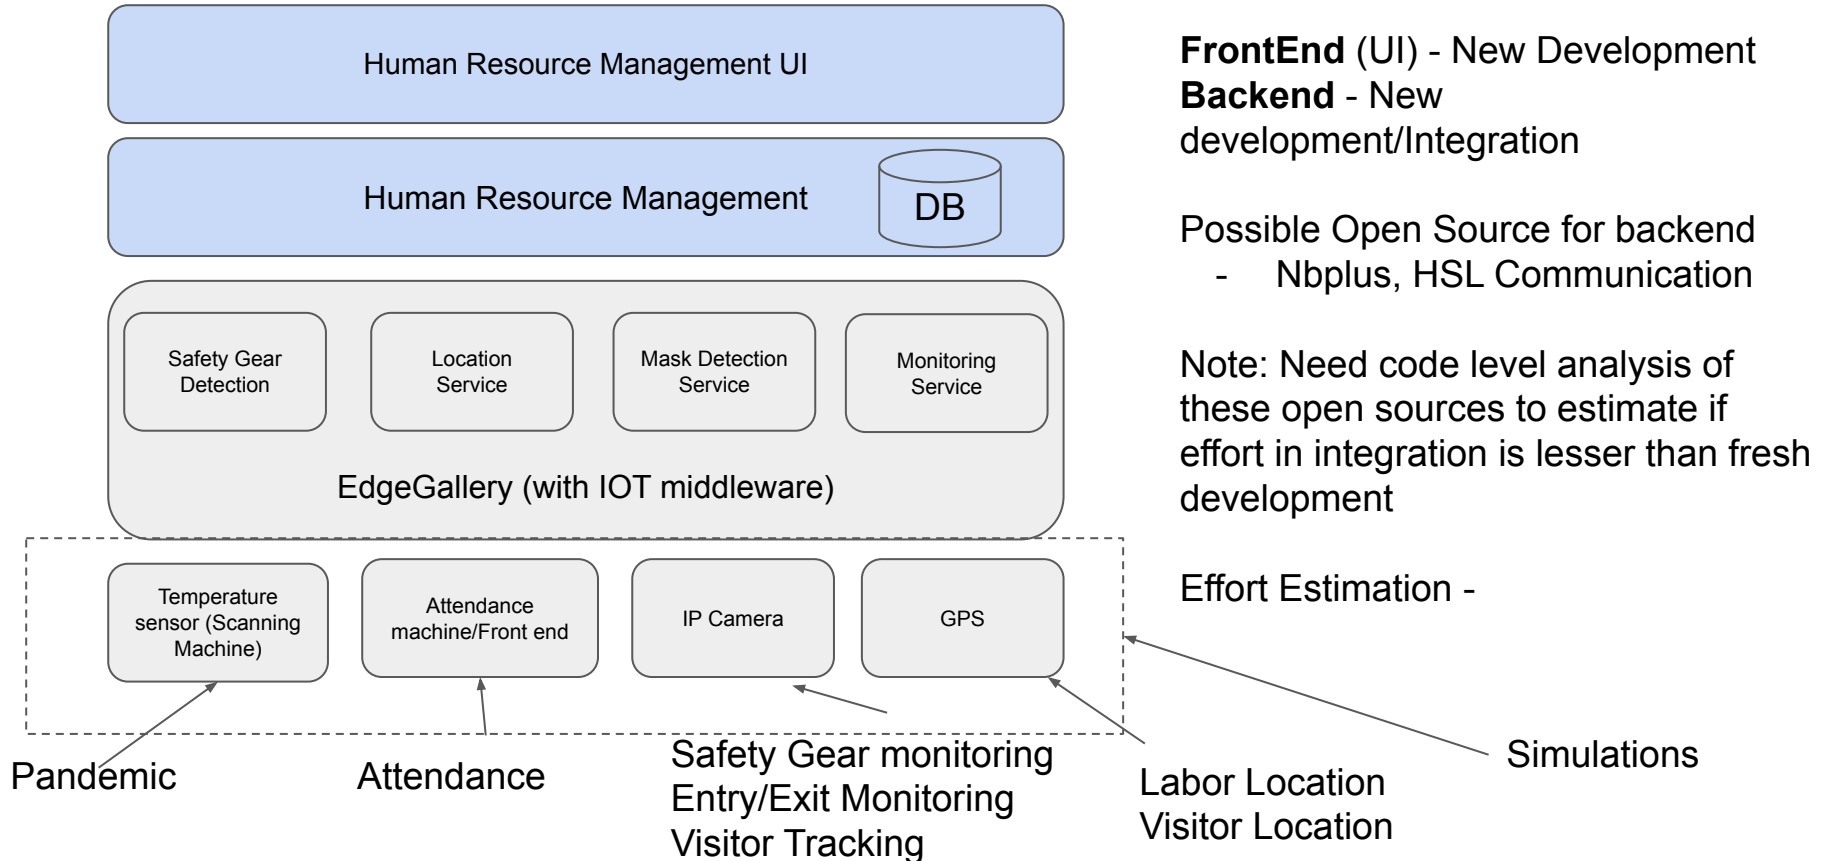 Human Resource Management UI
Human Resource Management
DB
Safety Gear
Detection
Location
Service
Mask Detection
Service
Monitoring
Service
EdgeGallery (with IOT middleware)
Temperature
sensor (Scanning
Machine)
Attendance
machine/Front end
IP Camera
GPS
Pandemic
Attendance
Safety Gear monitoring
Entry/Exit Monitoring
Visitor Tracking
Labor Location
Visitor Location
Simulations
FrontEnd (UI) - New Development
Backend - New
development/Integration
Possible Open Source for backend
- Nbplus, HSL Communication
Note: Need code level analysis of
these open sources to estimate if
effort in integration is lesser than fresh
development
Effort Estimation -